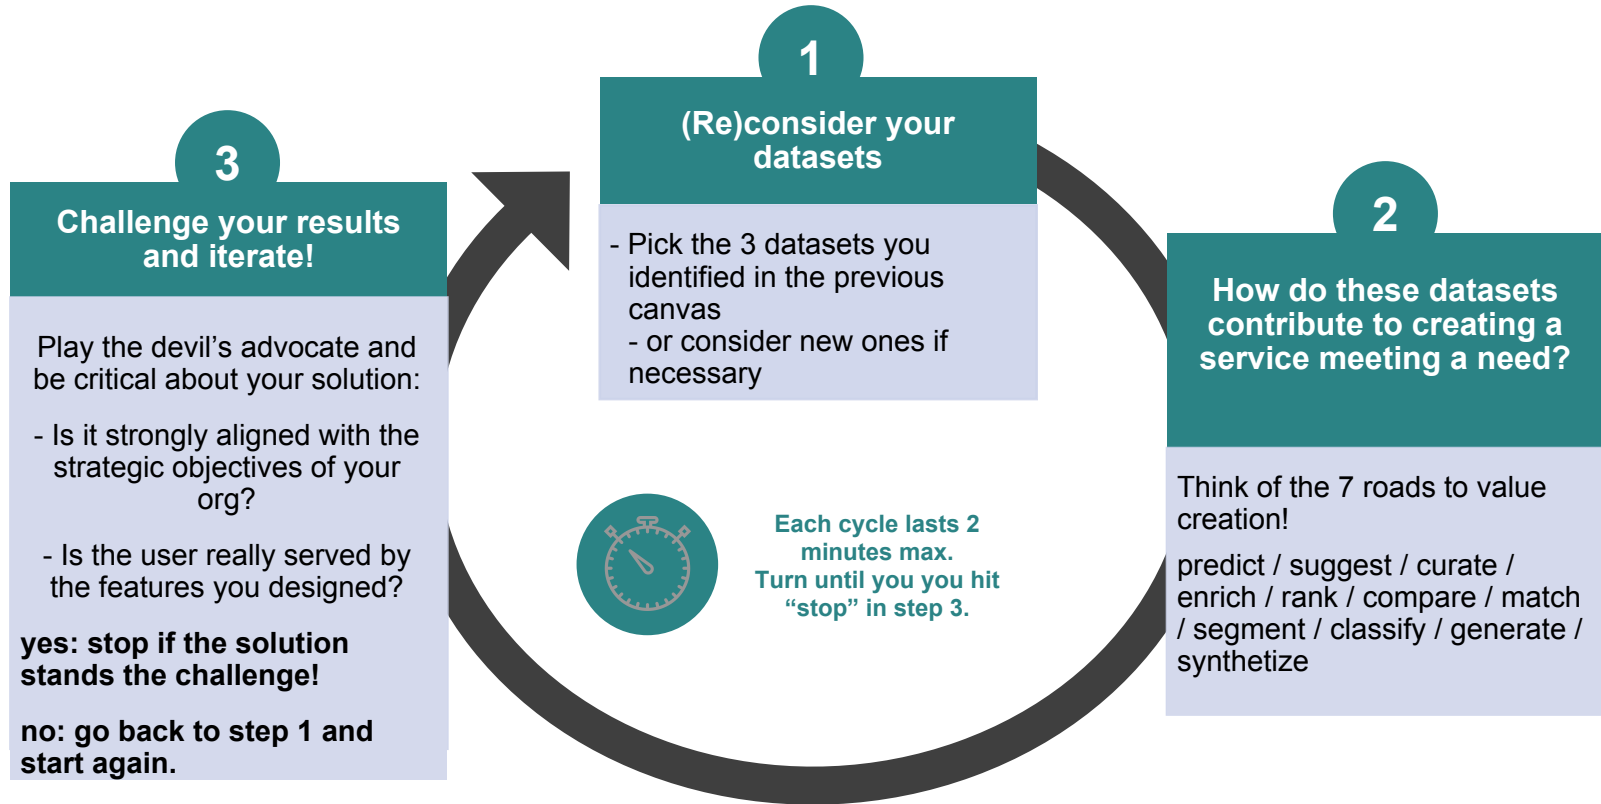 1
(Re)consider your
datasets
- Pick the 3 datasets you
identified in the previous
canvas
- or consider new ones if
necessary
2
How do these datasets
contribute to creating a
service meeting a need?
Think of the 7 roads to value
creation!
predict / suggest / curate /
enrich / rank / compare / match
/ segment / classify / generate /
synthetize
3
Challenge your results
and iterate!
Play the devil’s advocate and
be critical about your solution:
- Is it strongly aligned with the
strategic objectives of your
org?
- Is the user really served by
the features you designed?
yes: stop if the solution
stands the challenge!
no: go back to step 1 and
start again.
Each cycle lasts 2
minutes max.
Turn until you you hit
“stop” in step 3.